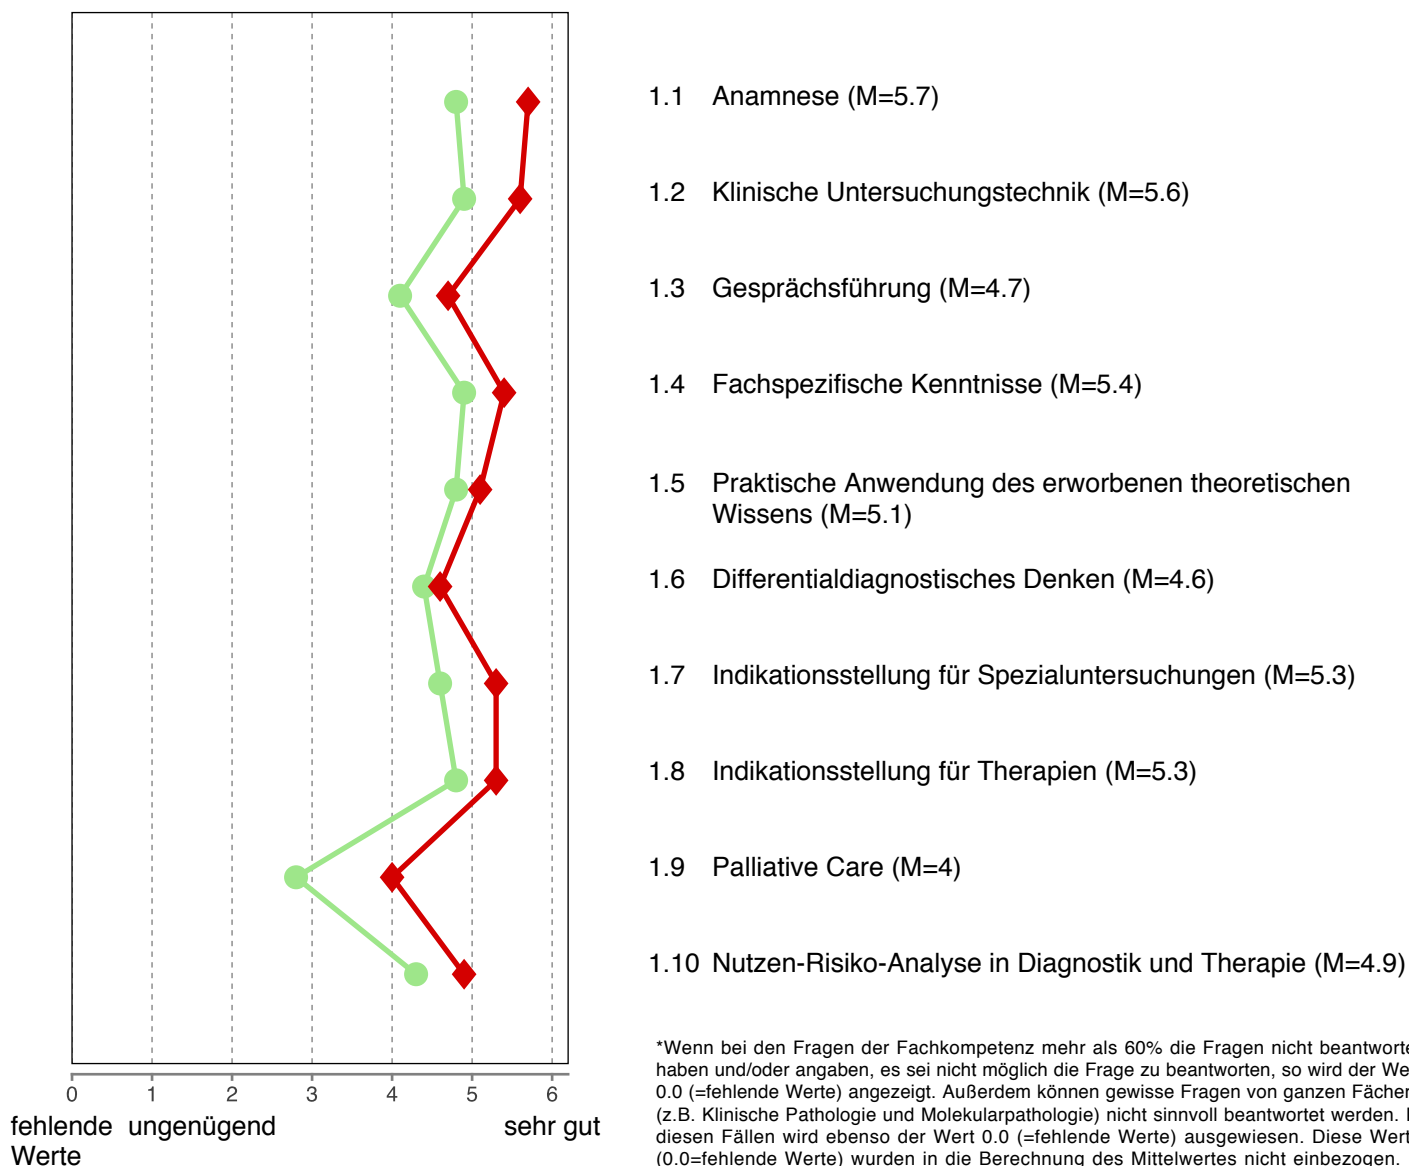 1.1 Anamnese (M=5.7)
1.2 Klinische Untersuchungstechnik (M=5.6)
1.3 Gesprächsführung (M=4.7)
1.4 Fachspezifische Kenntnisse (M=5.4)
1.5 Praktische Anwendung des erworbenen theoretischen
Wissens (M=5.1)
1.6 Differentialdiagnostisches Denken (M=4.6)
1.7 Indikationsstellung für Spezialuntersuchungen (M=5.3)
1.8 Indikationsstellung für Therapien (M=5.3)
1.9 Palliative Care (M=4)
1.10 Nutzen-Risiko-Analyse in Diagnostik und Therapie (M=4.9)
0 1 2 3 4 5 6
fehlende ungenügend sehr gut
Werte
*Wenn bei den Fragen der Fachkompetenz mehr als 60% die Fragen nicht beantworte
haben und/oder angaben, es sei nicht möglich die Frage zu beantworten, so wird der We
0.0 (=fehlende Werte) angezeigt. Außerdem können gewisse Fragen von ganzen Fächer
(z.B. Klinische Pathologie und Molekularpathologie) nicht sinnvoll beantwortet werden.
diesen Fällen wird ebenso der Wert 0.0 (=fehlende Werte) ausgewiesen. Diese Wert
(0.0=fehlende Werte) wurden in die Berechnung des Mittelwertes nicht einbezogen.